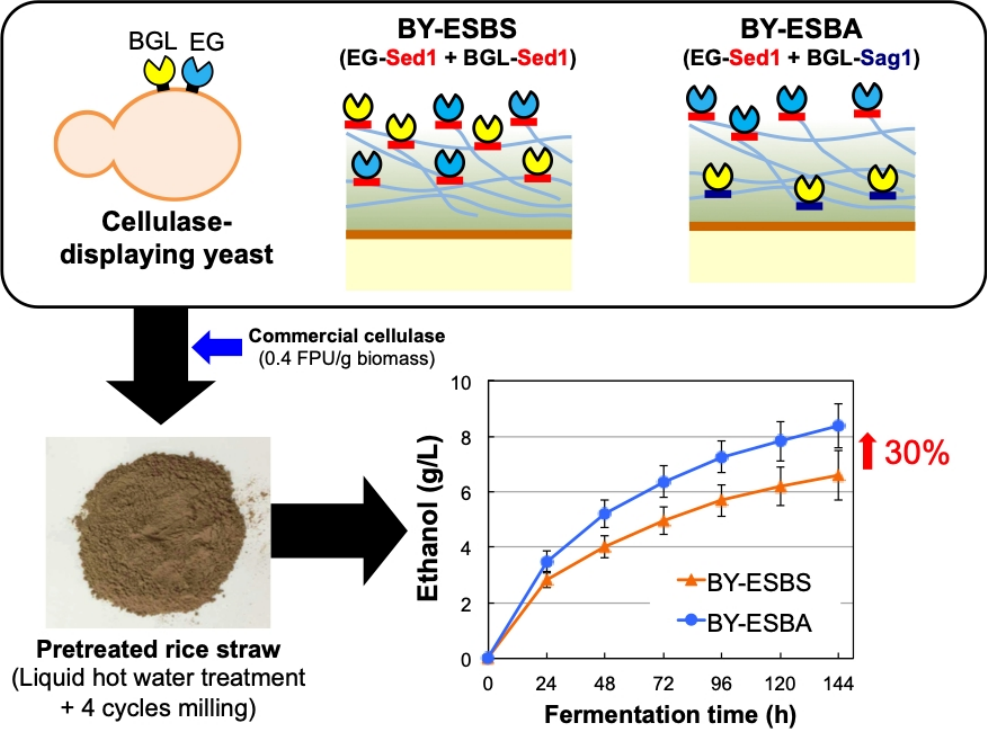 BGL EG
Cellulase-
displaying yeast
BY-ESBS
(EG-Sed1 + BGL-Sed1)
BY-ESBA
(EG-Sed1 + BGL-Sag1)
Commercial cellulase
(0.4 FPU/g biomass)
Pretreated rice straw
(Liquid hot water treatment
+ 4 cycles milling)
Ethanol (g/L)
10
8
6
4
2
0
0 24 48 72 96 120 144
Fermentation time (h)
BY-ESBS
BY-ESBA
30%